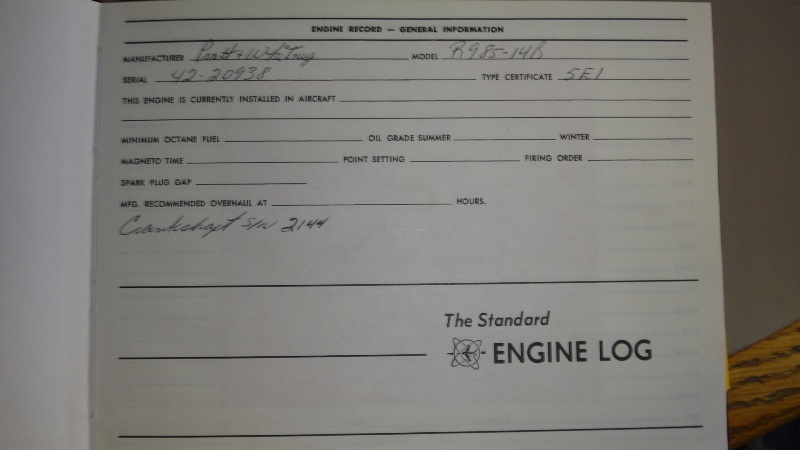 ENGINE RECORD — GENERAL INFORMATION
MANUFACTURER Pratt & Whitney MODEL R985-14B
SERIAL 42-20938 TYPE CERTIFICATE 5E1
THIS ENGINE IS CURRENTLY INSTALLED IN AIRCRAFT
MINIMUM OCTANE FUEL OIL GRADE SUMMER WINTER
MAGNETO TIME POINT SETTING FIRING ORDER
SPARK PLUG GAP
MFG. RECOMMENDED OVERHAUL AT HOURS.
Crankshaft S/N 2144
The Standard
ENGINE LOG